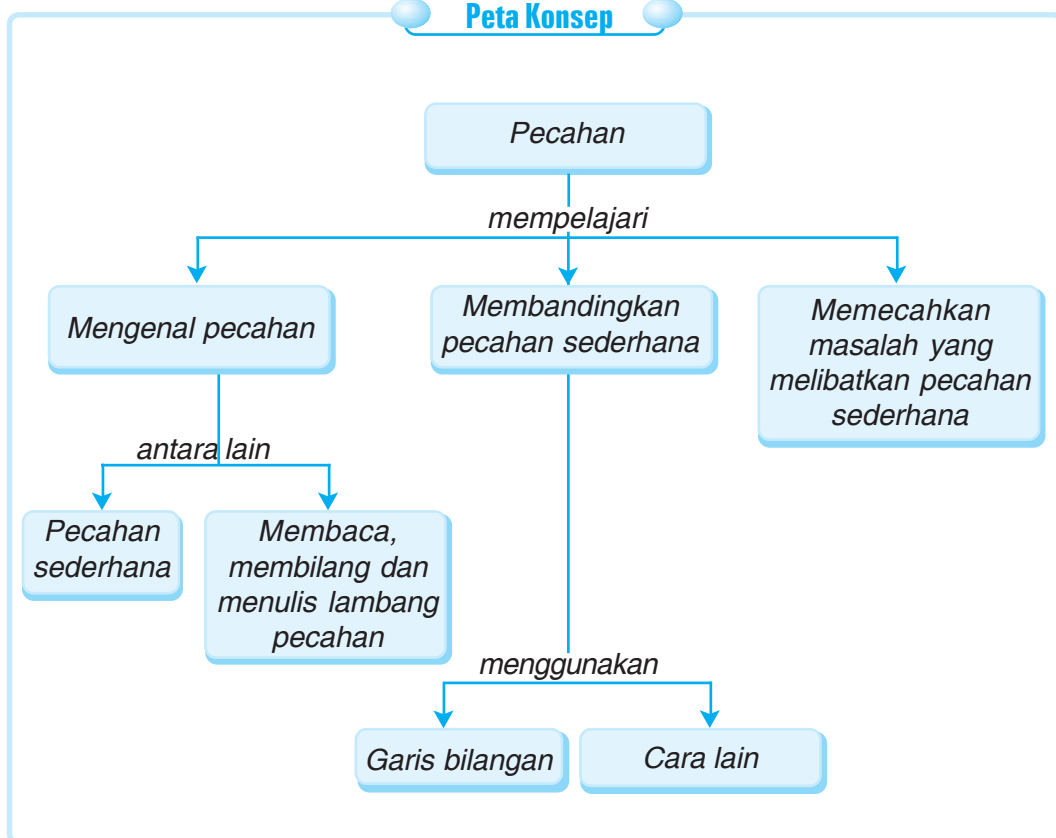 Peta Konsep
Pecahan
mempelajari
Mengenal pecahan
Membandingkan
pecahan sederhana
Memecahkan
masalah yang
melibatkan pecahan
sederhana
antara lain
Pecahan
sederhana
Membaca,
membilang dan
menulis lambang
pecahan
menggunakan
Garis bilangan
Cara lain